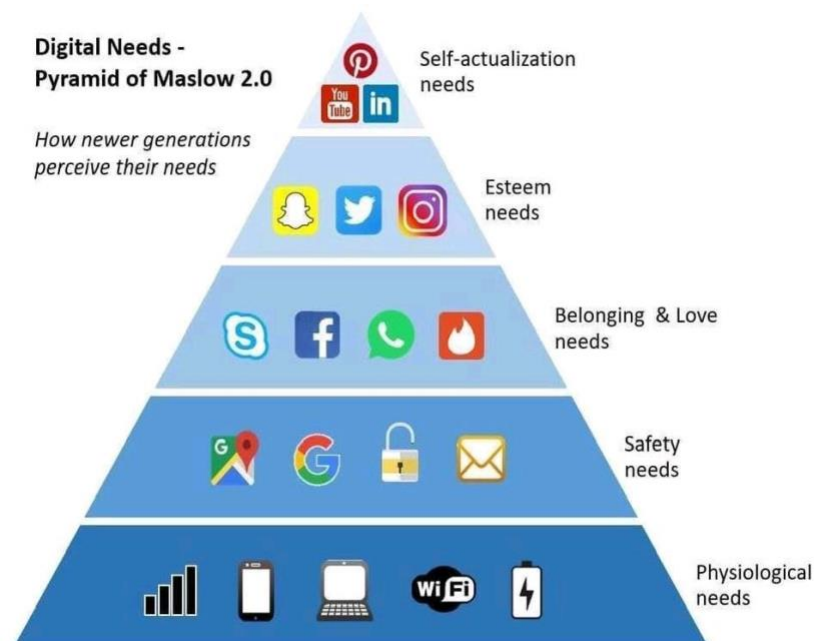 Digital Needs -
Pyramid of Maslow 2.0
How newer generations
perceive their needs
Self-actualization
needs
You
Tube
in
Esteem
needs
S
f
Belonging & Love
needs
G
G
Safety
needs
Wi Fi
Physiological
needs